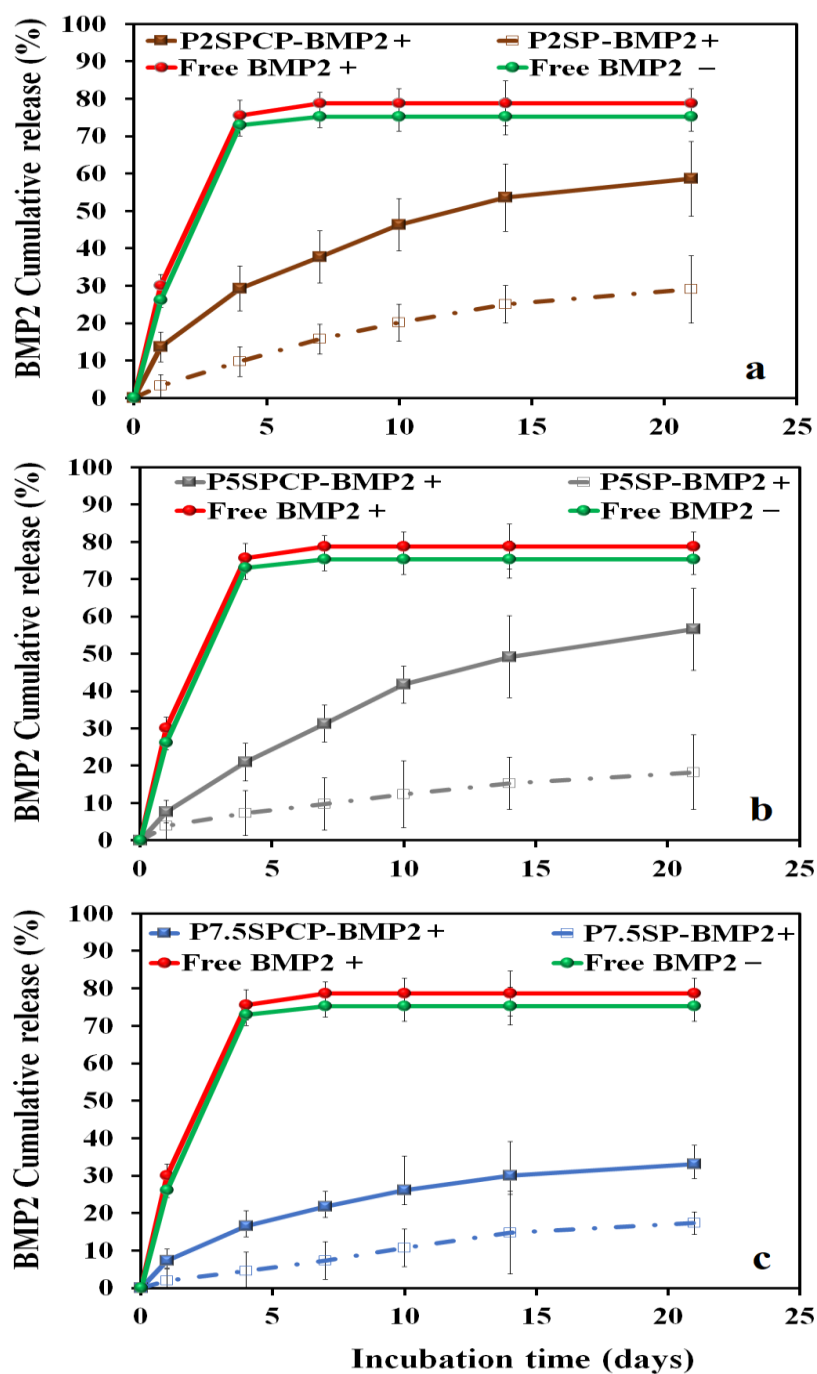 BMP2 Cumulative release (%)
100
90
80
70
60
50
40
30
20
10
0
P2SPCP-BMP2 + P2SP-BMP2 +
Free BMP2 + Free BMP2 −
a
0 5 10 15 20 25
BMP2 Cumulative release (%)
100
90
80
70
60
50
40
30
20
10
0
P5SPCP-BMP2 + P5SP-BMP2 +
Free BMP2 + Free BMP2 −
b
0 5 10 15 20 25
BMP2 Cumulative release (%)
100
90
80
70
60
50
40
30
20
10
0
P7.5SPCP-BMP2 + P7.5SP-BMP2+
Free BMP2 + Free BMP2 −
c
0 5 10 15 20 25
Incubation time (days)